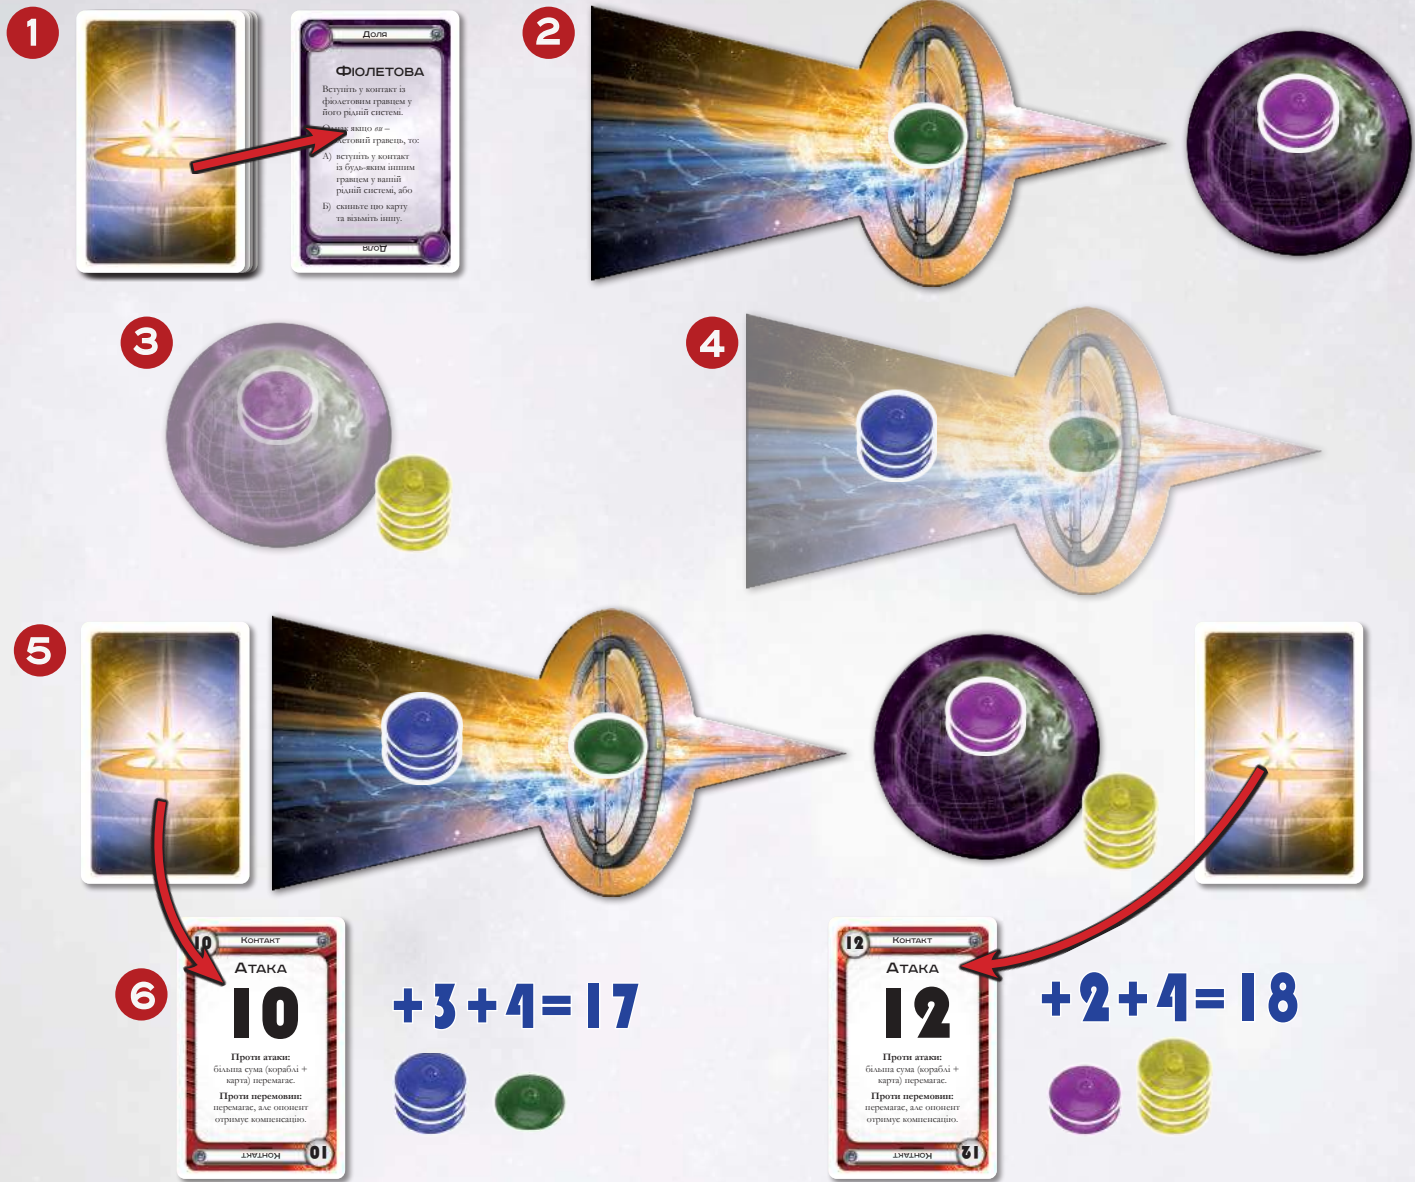 1
Доля
Фіолетова
Вступіть у контакт із
фіолетовим гравцем у
його рідній системі.
якщо ви –
гравець, то:
А) вступіть у контакт
із будь-яким іншим
гравцем у вашій
рідній системі, або
Б) скиньте цю карту
та візьміть іншу.
Доля
2
3
4
5
6
10
Контакт
Атака
10
Проти атаки:
більша сума (кораблі +
карта) перемагає.
Проти перемовин:
перемагає, але опонент
отримує компенсацію.
Контакт
10
+3+4=17
12
Контакт
Атака
12
Проти атаки:
більша сума (кораблі +
карта) перемагає.
Проти перемовин:
перемагає, але опонент
отримує компенсацію.
Контакт
12
+2+4=18